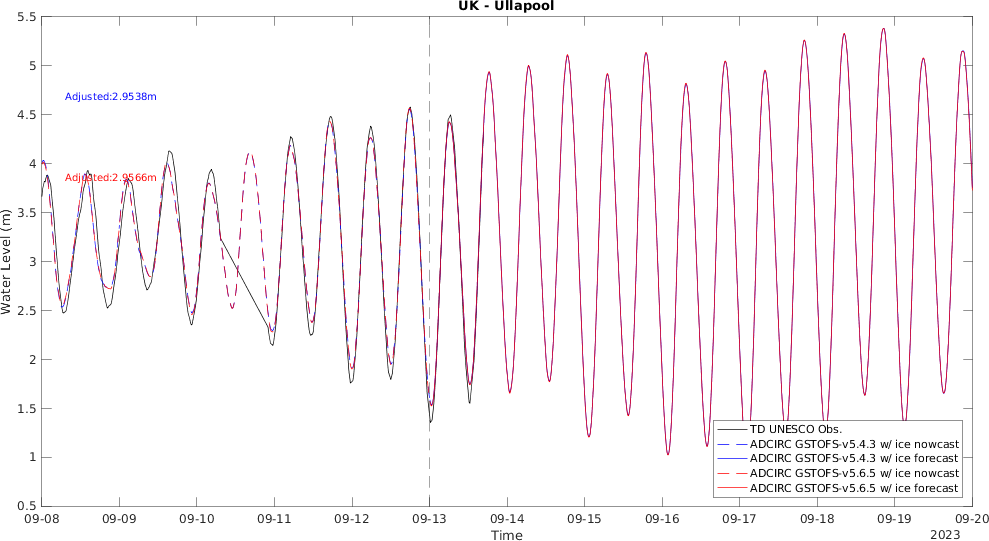 UK - Ullapool
5.5
5
4.5
4
3.5
3
2.5
2
1.5
1
0.5
Water Level (m)
Adjusted:2.9538m
Adjusted:2.9566m
TD UNESCO Obs.
ADCIRC GSTOFS-v5.4.3 w/ ice nowcast
ADCIRC GSTOFS-v5.4.3 w/ ice forecast
ADCIRC GSTOFS-v5.6.5 w/ ice nowcast
ADCIRC GSTOFS-v5.6.5 w/ ice forecast
09-08 09-09 09-10 09-11 09-12 09-13 09-14 09-15 09-16 09-17 09-18 09-19 09-20
Time
2023